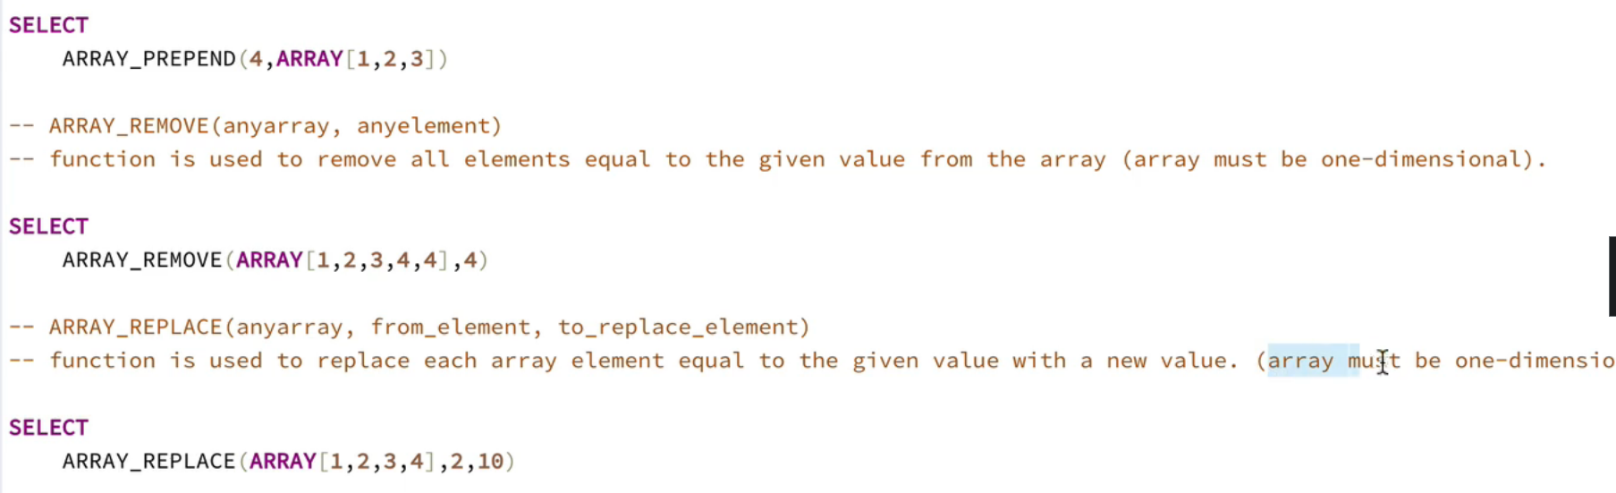 SELECT
ARRAY_PREPEND(4,ARRAY[1,2,3])
-- ARRAY_REMOVE(anyarray, anyelement)
-- function is used to remove all elements equal to the given value from the array (array must be one-dimensional).
SELECT
ARRAY_REMOVE(ARRAY[1,2,3,4,4],4)
-- ARRAY_REPLACE(anyarray, from_element, to_replace_element)
-- function is used to replace each array element equal to the given value with a new value. (array must be one-dimensio
SELECT
ARRAY_REPLACE(ARRAY[1,2,3,4],2,10)